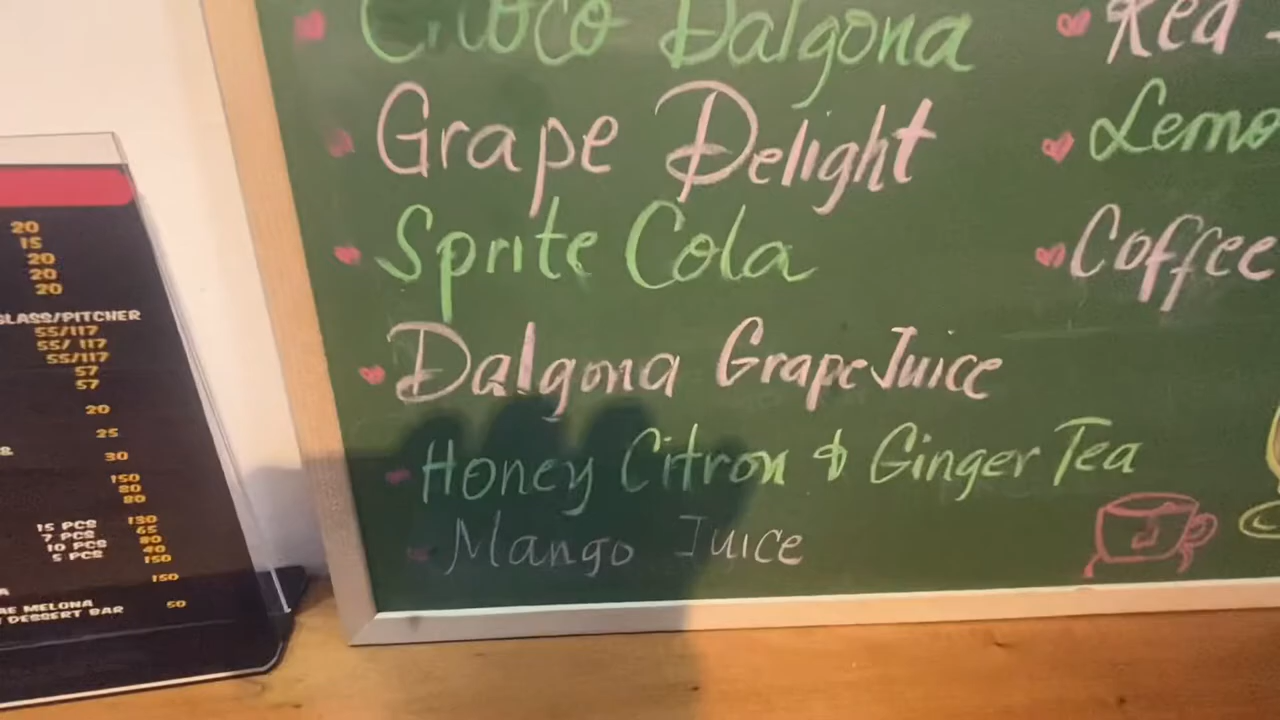 Choco Dalgona
Grape Delight
Sprite Cola
Dalgona Grape Juice
Honey Citron & Ginger Tea
Mango Juice
Red
Lemo
Coffee
20
15
20
20
20
GLASS/PITCHER
55/117
55/ 117
55/117
57
57
20
25
30
150
80
80
15 PCS 130
7 PCS 65
10 PCS 80
5 PCS 40
150
150
AE MELONA 50
DESSERT BAR